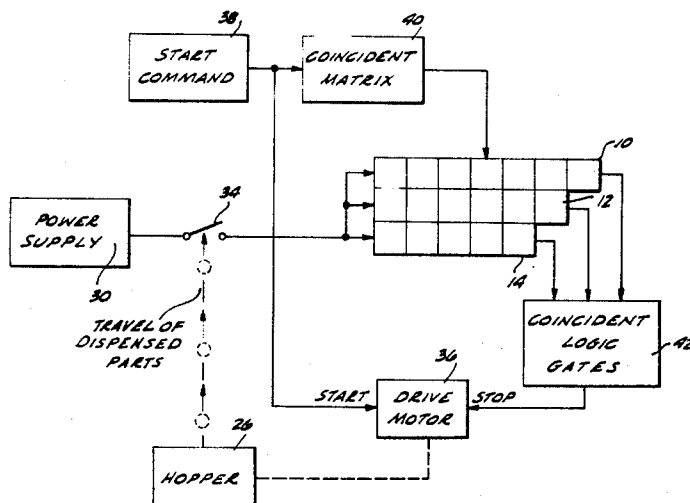 38
START
COMMAND
40
COINCIDENT
MATRIX
10
12
14
34
POWER
SUPPLY
30
TRAVEL OF
DISPENSED
PARTS
COINCIDENT
LOGIC
GATES
42
36
START
DRIVE
MOTOR
STOP
26
HOPPER